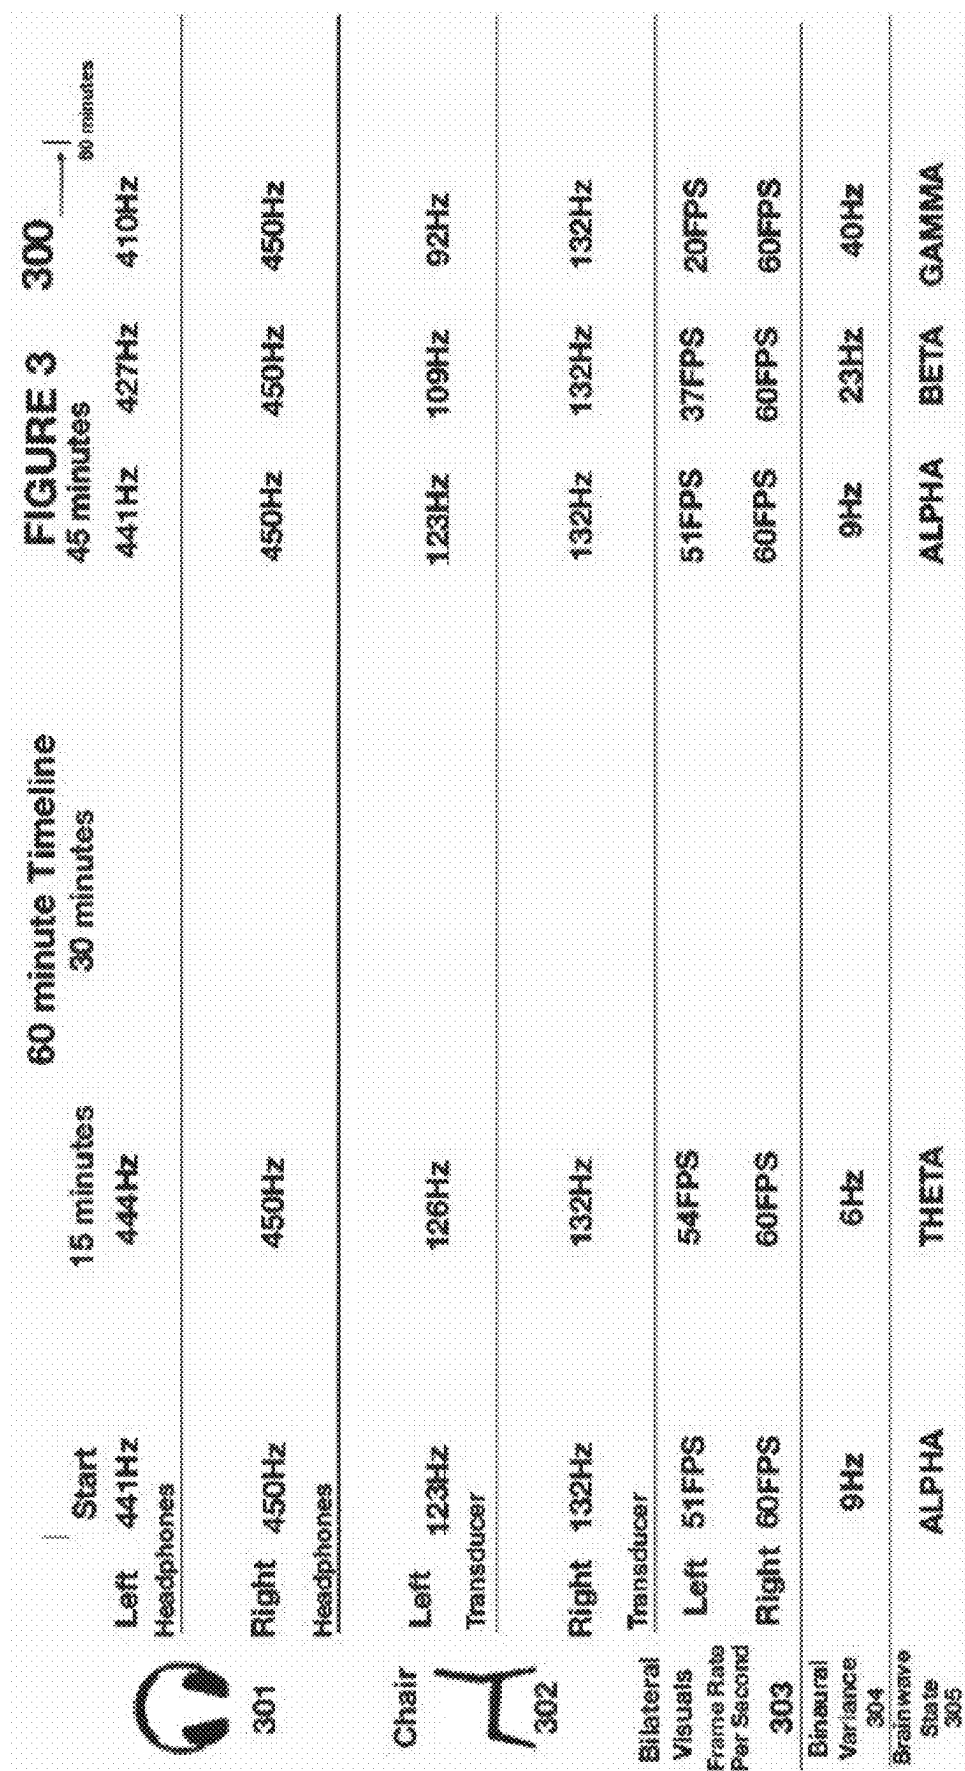 FIGURE 3 300
60 minute Timeline
Start 15 minutes 30 minutes 45 minutes 60 minutes
Left 441Hz 444Hz 441Hz 427Hz 410Hz
Headphones
301
Right 450Hz 450Hz 450Hz 450Hz 450Hz
Headphones
Chair
Left 123Hz 126Hz 123Hz 109Hz 92Hz
Transducer
302
Right 132Hz 132Hz 132Hz 132Hz 132Hz
Transducer
Bilateral
Visuals
Left 51FPS 54FPS 51FPS 37FPS 20FPS
Frame Rate
Per Second
Right 60FPS 60FPS 60FPS 60FPS 60FPS
303
Binaural
Variance 9Hz 6Hz 9Hz 23Hz 40Hz
304
Brainwave
State ALPHA THETA ALPHA BETA GAMMA
305